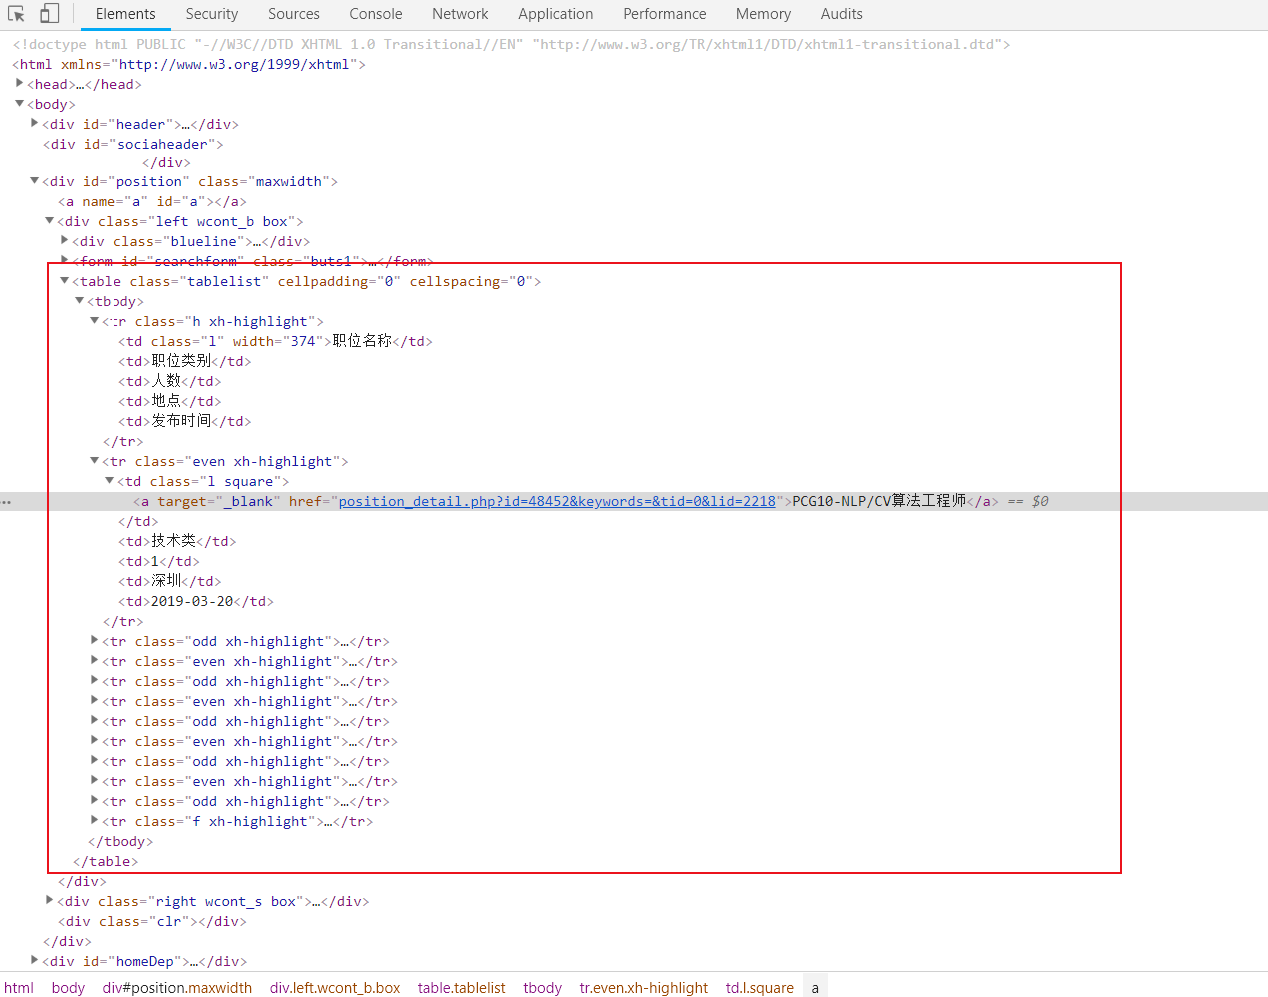 Elements Security Sources Console Network Application Performance Memory Audits
<!doctype html PUBLIC "-//W3C//DTD XHTML 1.0 Transitional//EN" "http://www.w3.org/TR/xhtml1/DTD/xhtml1-transitional.dtd">
<html xmlns="http://www.w3.org/1999/xhtml">
<head>…</head>
<body>
<div id="header">…</div>
<div id="sociaheader">
</div>
<div id="position" class="maxwidth">
<a name="a" id="a"></a>
<div class="left wcont_b box">
<div class="blueline">…</div>
<form id="searchform" class="buts1">…</form>
<table class="tablelist" cellpadding="0" cellspacing="0">
<tbody>
<tr class="h xh-highlight">
<td class="l" width="374">职位名称</td>
<td>职位类别</td>
<td>人数</td>
<td>地点</td>
<td>发布时间</td>
</tr>
<tr class="even xh-highlight">
<td class="l square">
<a target="_blank" href="position_detail.php?id=48452&keywords=&tid=0&lid=2218">PCG10-NLP/CV算法工程师</a> == $0
</td>
<td>技术类</td>
<td>1</td>
<td>深圳</td>
<td>2019-03-20</td>
</tr>
<tr class="odd xh-highlight">…</tr>
<tr class="even xh-highlight">…</tr>
<tr class="odd xh-highlight">…</tr>
<tr class="even xh-highlight">…</tr>
<tr class="odd xh-highlight">…</tr>
<tr class="even xh-highlight">…</tr>
<tr class="odd xh-highlight">…</tr>
<tr class="even xh-highlight">…</tr>
<tr class="odd xh-highlight">…</tr>
<tr class="f xh-highlight">…</tr>
</tbody>
</table>
</div>
<div class="right wcont_s box">…</div>
<div class="clr"></div>
</div>
<div id="homeDep">…</div>
html body div#position.maxwidth div.left.wcont_b.box table.tablelist tbody tr.even.xh-highlight td.l.square a